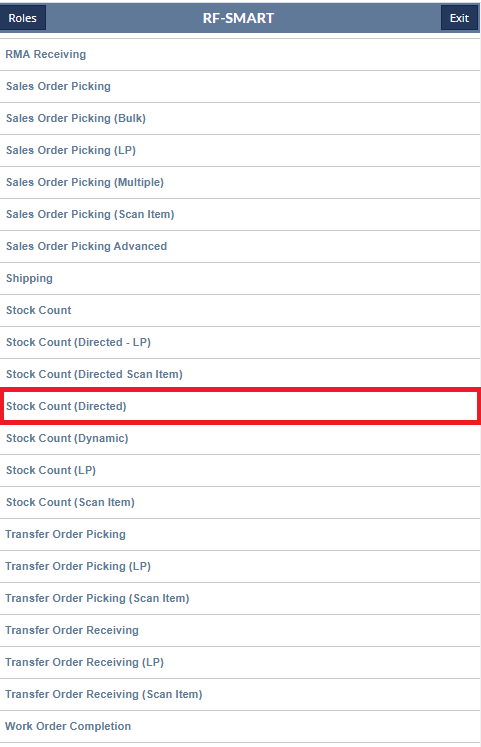 Roles RF-SMART Exit
RMA Receiving
Sales Order Picking
Sales Order Picking (Bulk)
Sales Order Picking (LP)
Sales Order Picking (Multiple)
Sales Order Picking (Scan Item)
Sales Order Picking Advanced
Shipping
Stock Count
Stock Count (Directed - LP)
Stock Count (Directed Scan Item)
Stock Count (Directed)
Stock Count (Dynamic)
Stock Count (LP)
Stock Count (Scan Item)
Transfer Order Picking
Transfer Order Picking (LP)
Transfer Order Picking (Scan Item)
Transfer Order Receiving
Transfer Order Receiving (LP)
Transfer Order Receiving (Scan Item)
Work Order Completion